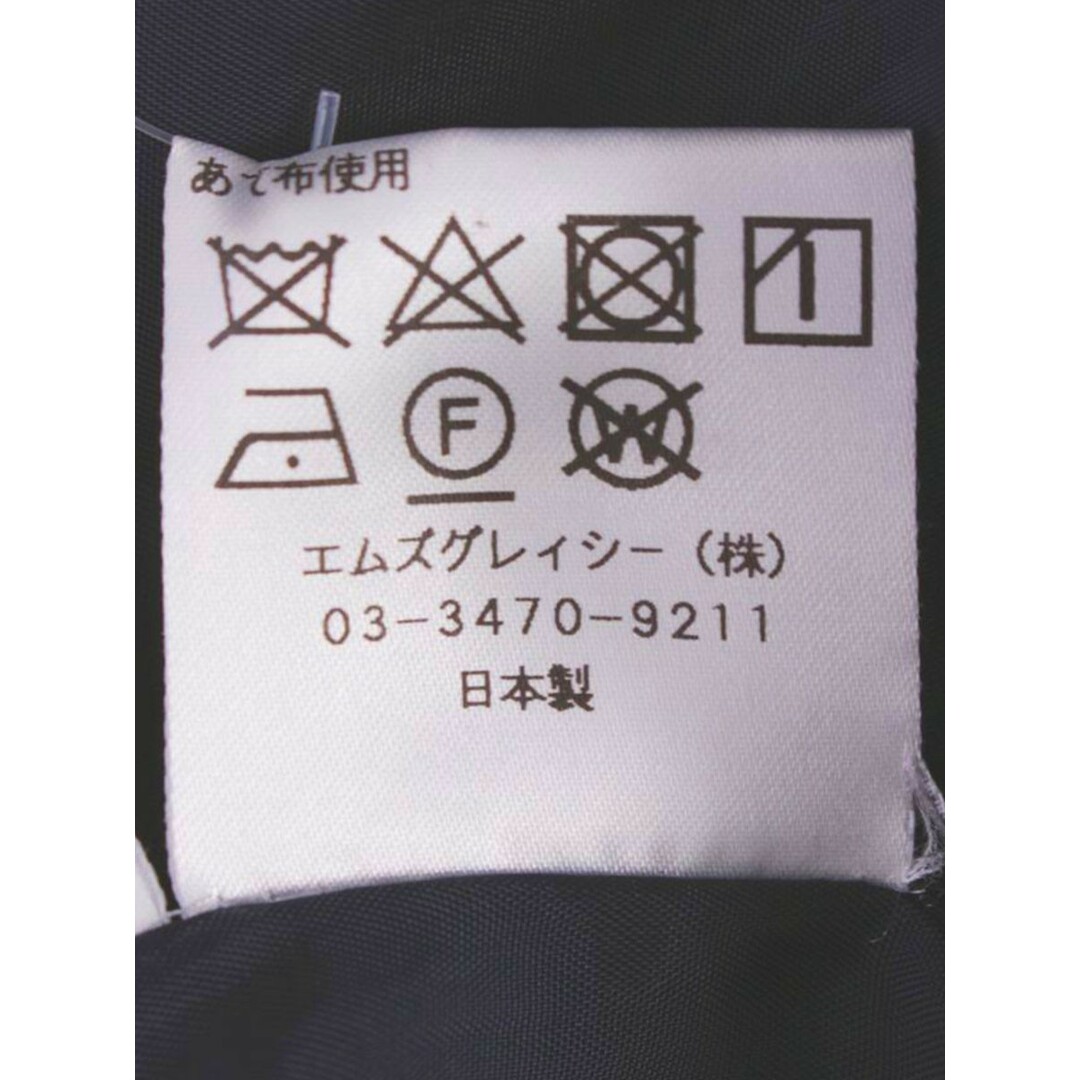 あて布使用
F W
エムズグレイシー(株)
03-3470-9211
日本製